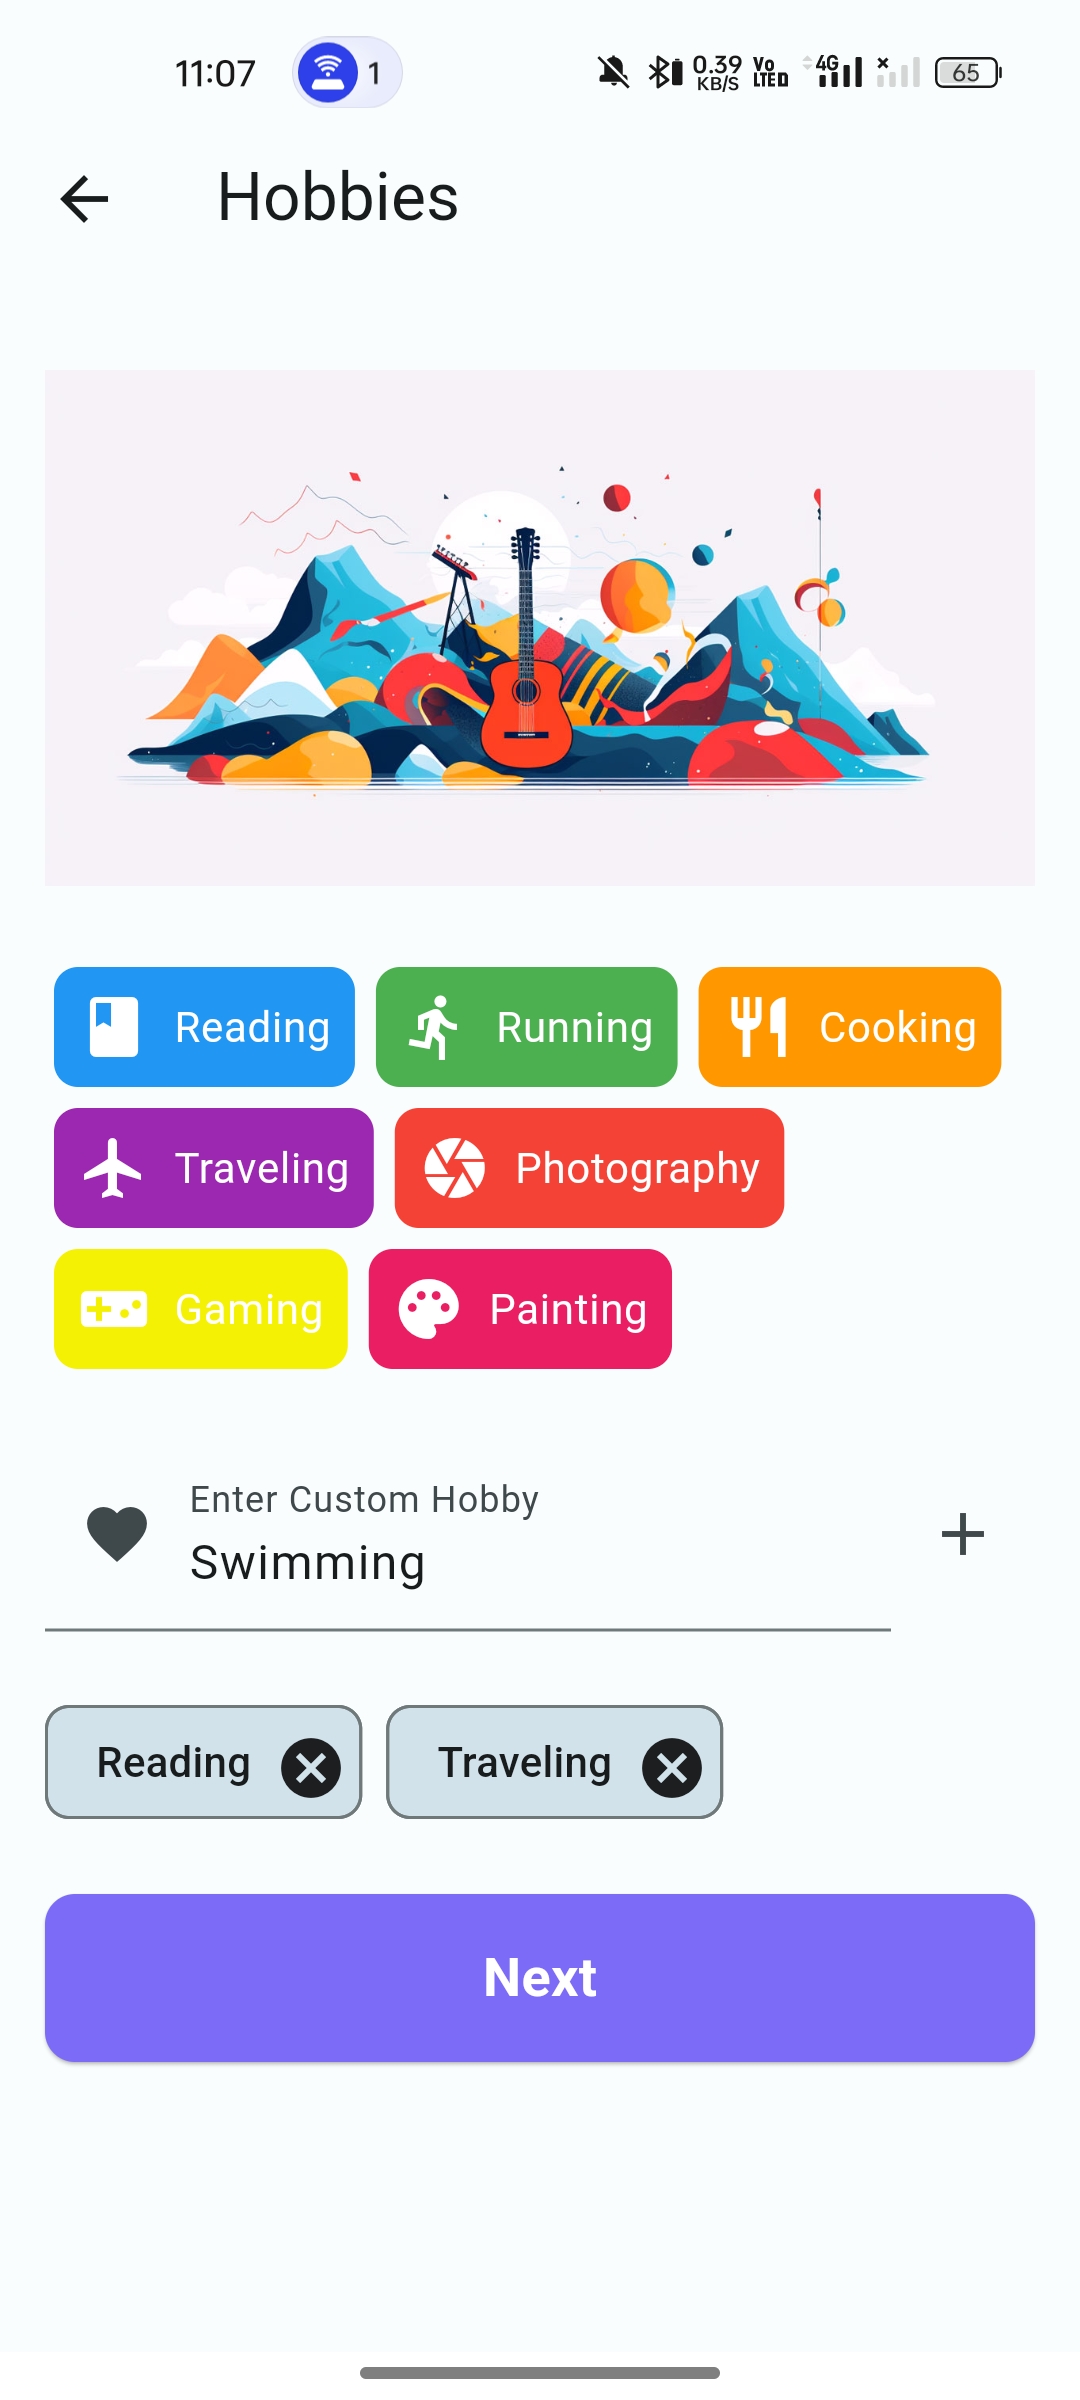 11:07 1 0.39 KB/S Vo LTED 4G 65
Hobbies
Reading Running Cooking
Traveling Photography
Gaming Painting
Enter Custom Hobby
Swimming
Reading Traveling
Next